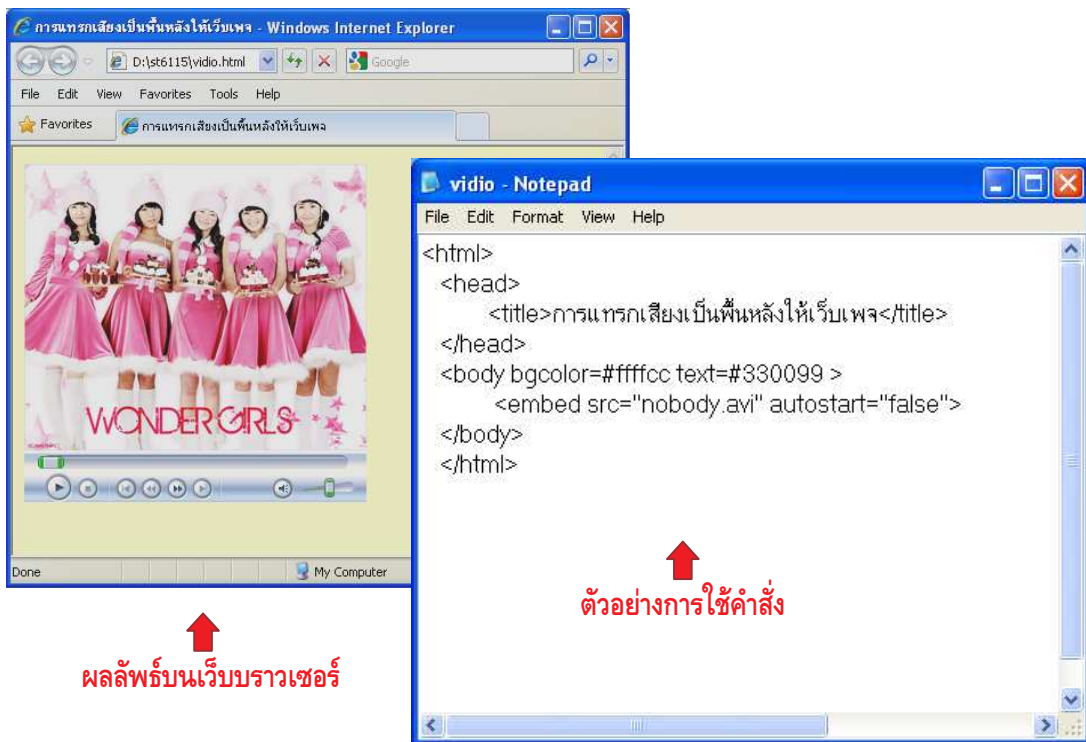 การแทรกเสียงเป็นพื้นหลังให้เว็บเพจ - Windows Internet Explorer
D:\st6115\vidio.html
Google
File Edit View Favorites Tools Help
Favorites
การแทรกเสียงเป็นพื้นหลังให้เว็บเพจ
WONDER GIRLS
Done
My Computer
ผลลัพธ์บนเว็บบราวเซอร์
vidio - Notepad
File Edit Format View Help
<html>
<head>
<title>การแทรกเสียงเป็นพื้นหลังให้เว็บเพจ</title>
</head>
<body bgcolor=#ffffcc text=#330099 >
<embed src="nobody.avi" autostart="false">
</body>
</html>
ตัวอย่างการใช้คำสั่ง